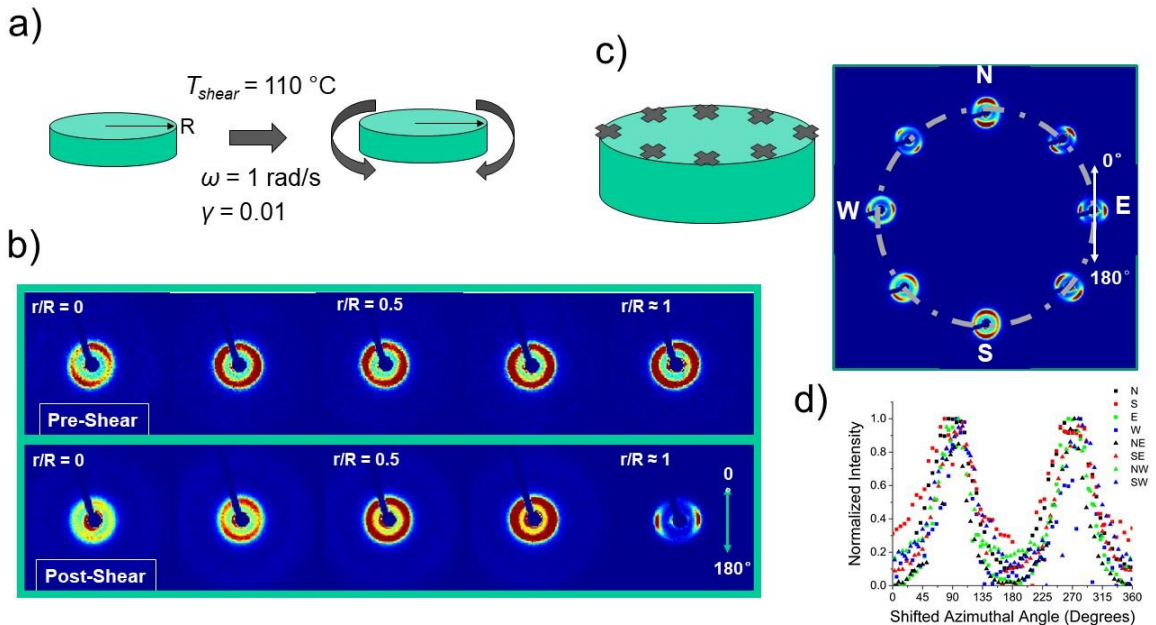 a)
T_shear = 110 °C
R
ω = 1 rad/s
γ = 0.01
b)
r/R = 0
r/R = 0.5
r/R ≈ 1
Pre-Shear
r/R = 0
r/R = 0.5
r/R ≈ 1
0
180°
Post-Shear
c)
N
0°
W
E
180°
S
d)
N
S
E
W
NE
SE
NW
SW
Normalized Intensity
1.0
0.8
0.6
0.4
0.2
0.0
0 45 90 135 180 225 270 315 360
Shifted Azimuthal Angle (Degrees)